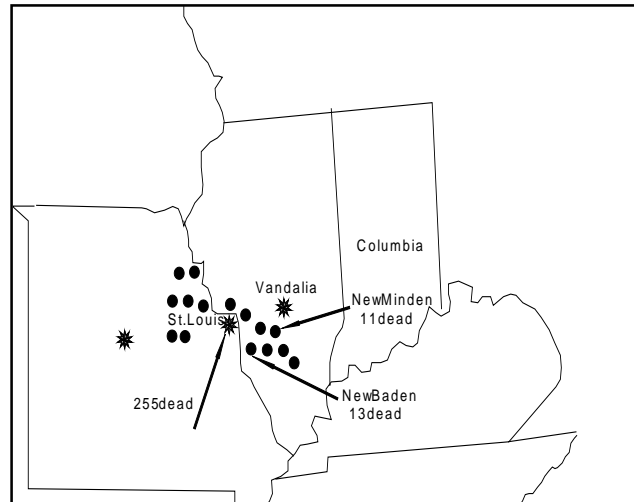 Columbia
Vandalia
NewMinden
11dead
St.Louis
255dead
NewBaden
13dead